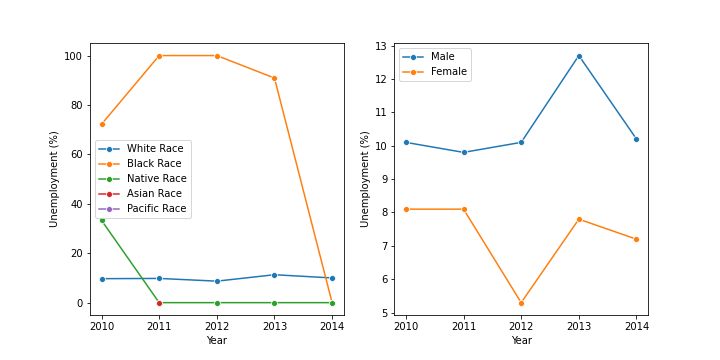 100
80
60
40
20
0
Unemployment (%)
White Race
Black Race
Native Race
Asian Race
Pacific Race
2010 2011 2012 2013 2014
Year
13
12
11
10
9
8
7
6
5
Unemployment (%)
Male
Female
2010 2011 2012 2013 2014
Year